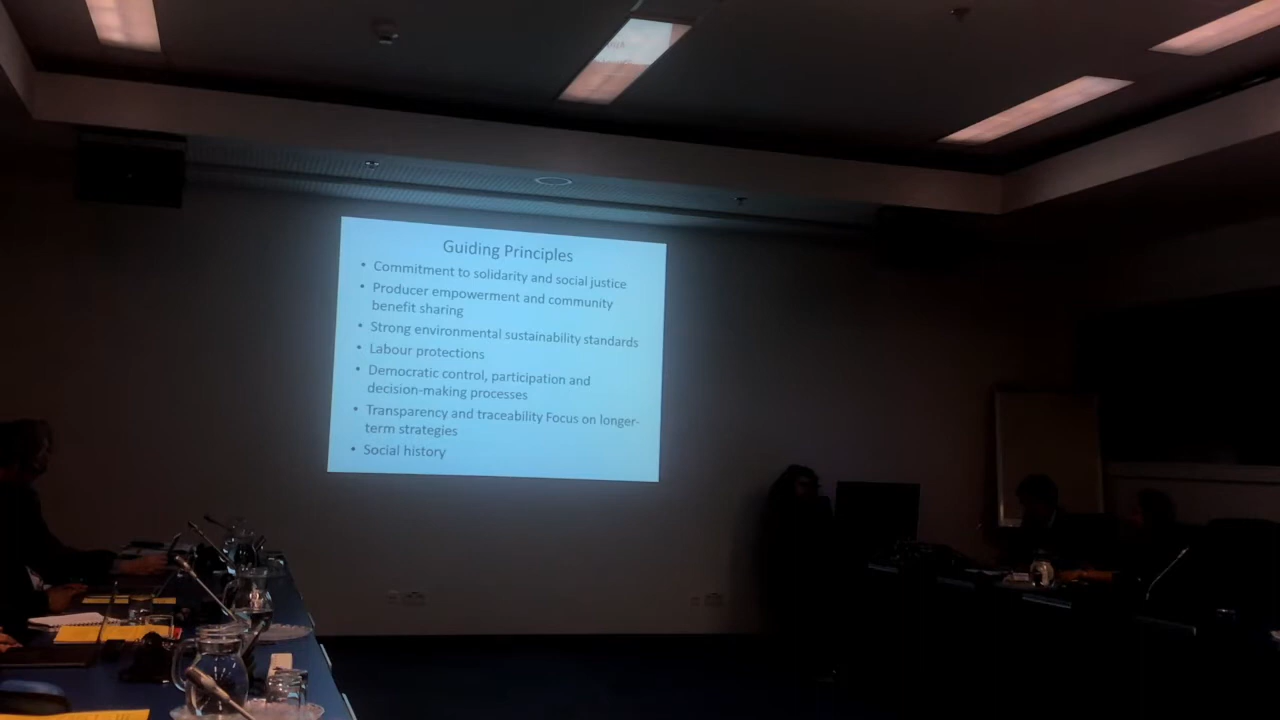 Guiding Principles
• Commitment to solidarity and social justice
• Producer empowerment and community
benefit sharing
• Strong environmental sustainability standards
• Labour protections
• Democratic control, participation and
decision-making processes
• Transparency and traceability Focus on longer-
term strategies
• Social history